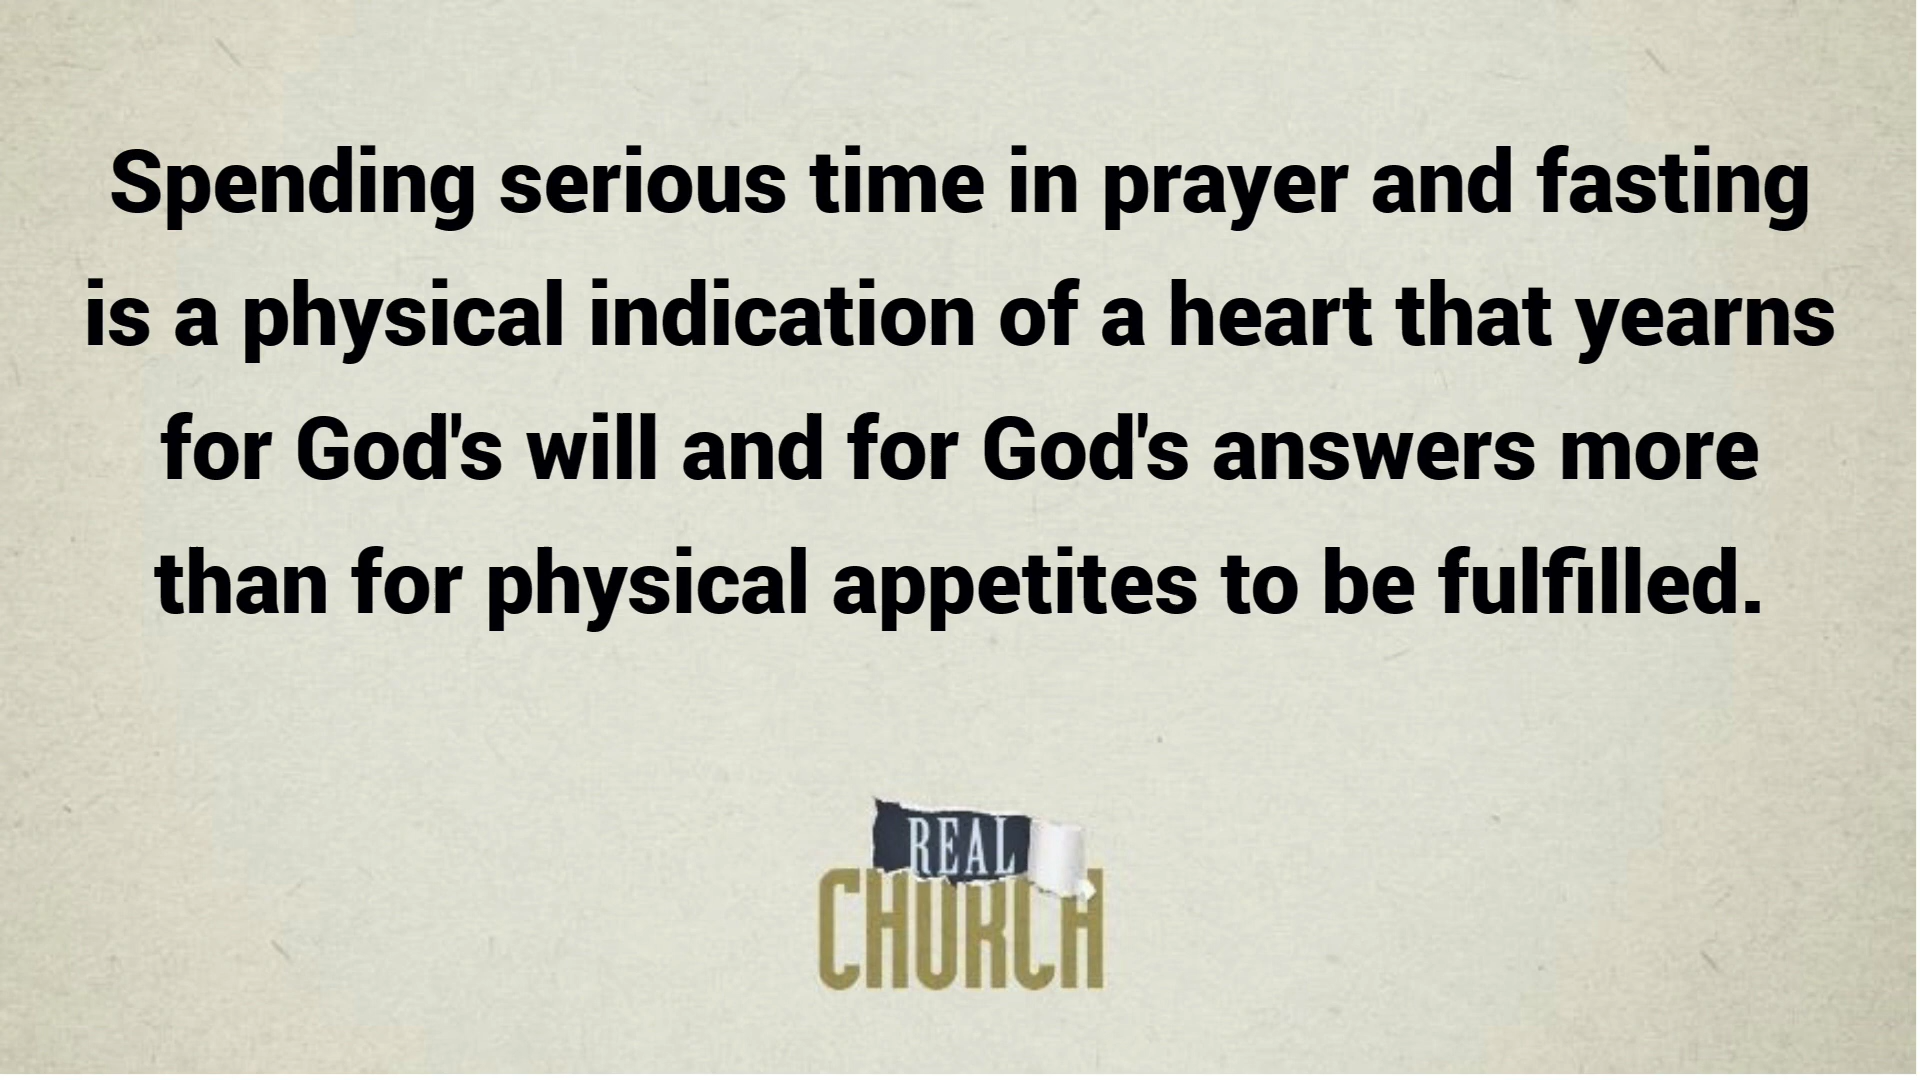 Spending serious time in prayer and fasting
is a physical indication of a heart that yearns
for God's will and for God's answers more
than for physical appetites to be fulfilled.
REAL
CHURCH